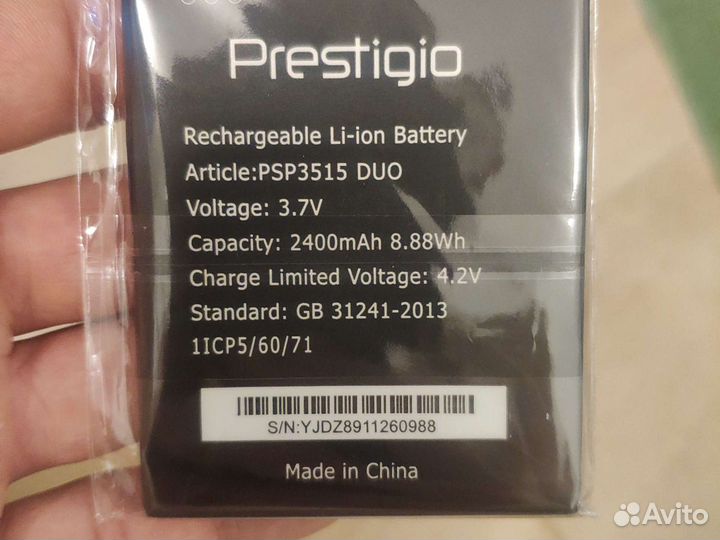 Prestigio
Rechargeable Li-ion Battery
Article:PSP3515 DUO
Voltage: 3.7V
Capacity: 2400mAh 8.88Wh
Charge Limited Voltage: 4.2V
Standard: GB 31241-2013
1ICP5/60/71
S/N:YJDZ8911260988
Made in China
Avito